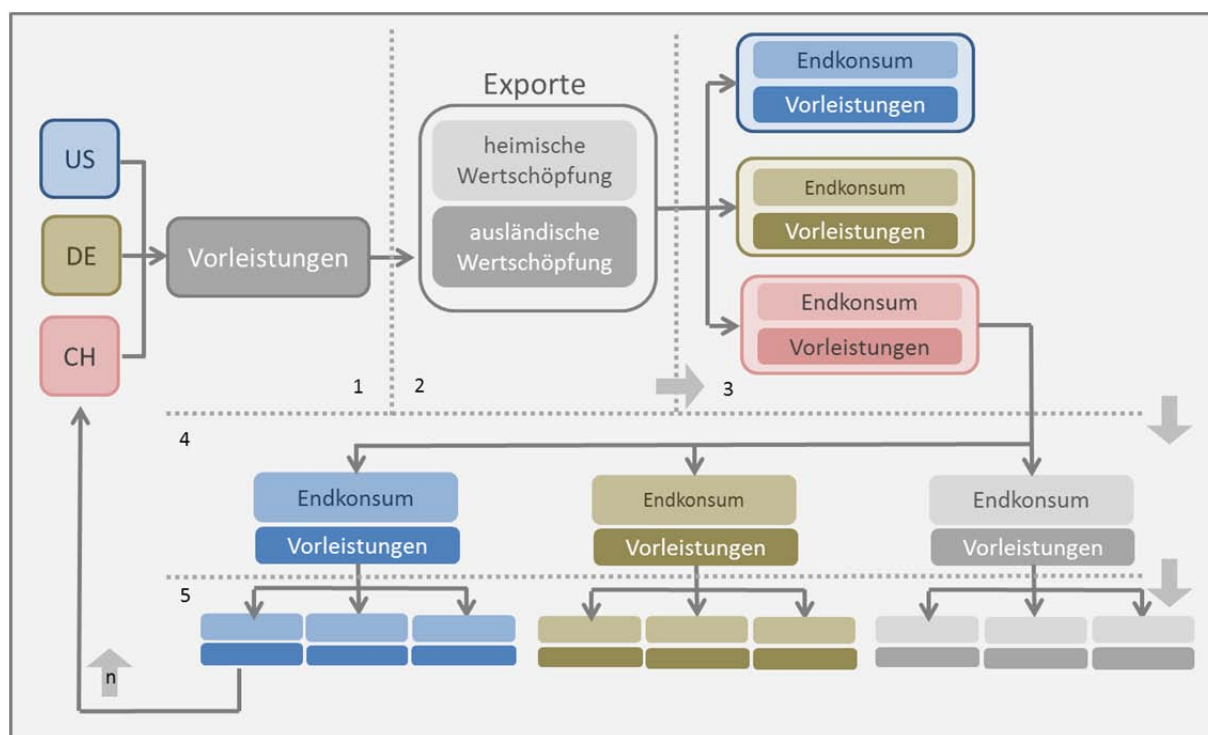 US
DE
CH
Vorleistungen
1
Exporte
heimische
Wertschöpfung
ausländische
Wertschöpfung
2
Endkonsum
Vorleistungen
Endkonsum
Vorleistungen
Endkonsum
Vorleistungen
3
4
Endkonsum
Vorleistungen
Endkonsum
Vorleistungen
Endkonsum
Vorleistungen
5
n